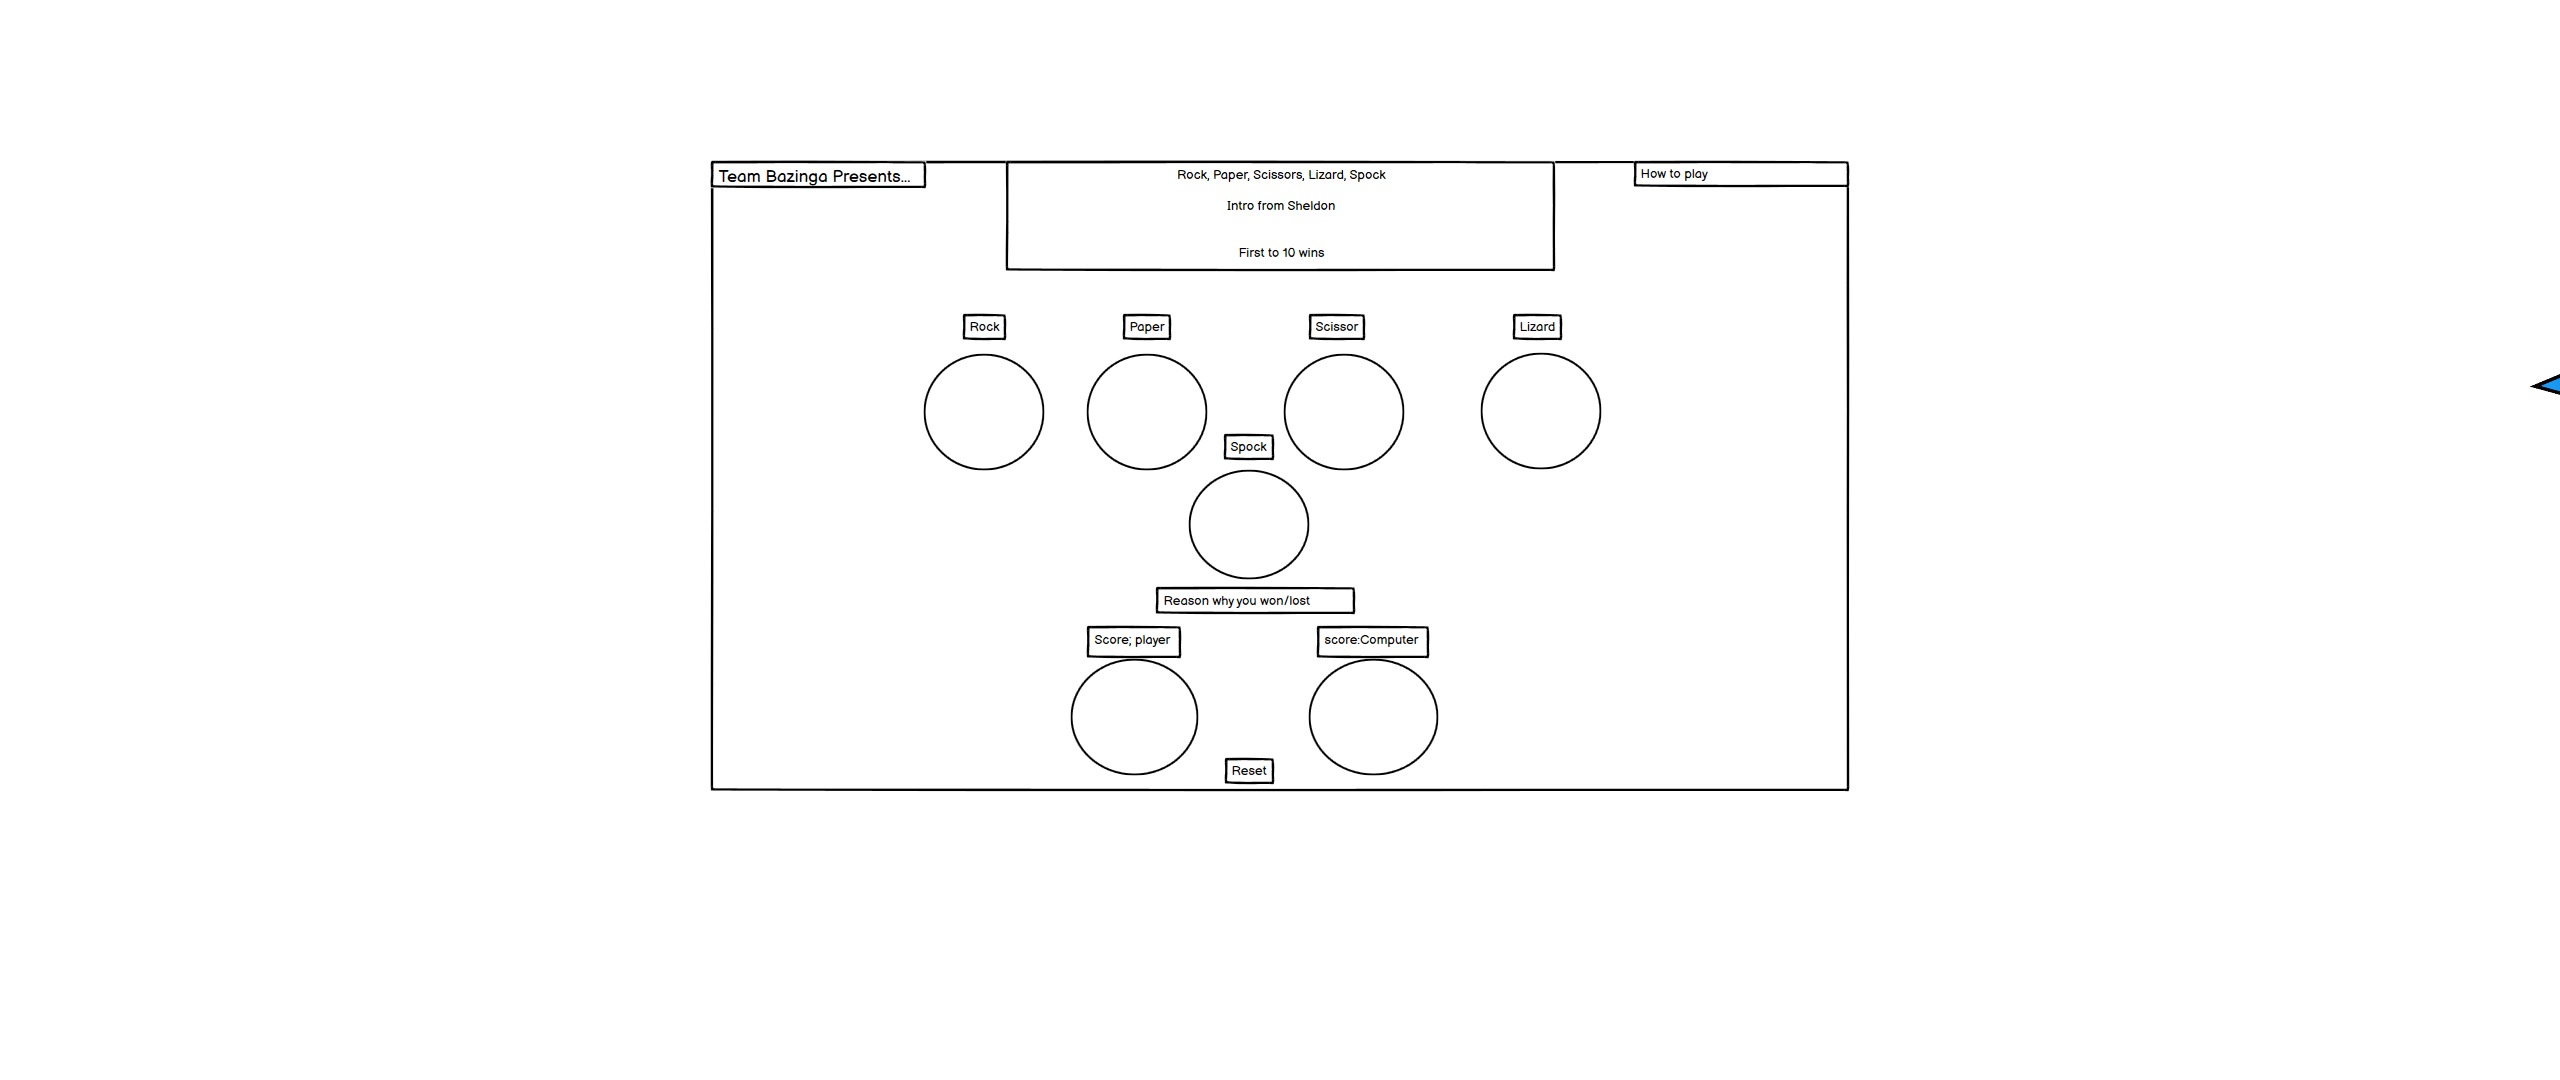 Team Bazinga Presents...
Rock, Paper, Scissors, Lizard, Spock
How to play
Intro from Sheldon
First to 10 wins
Rock
Paper
Scissor
Lizard
Spock
Reason why you won/lost
Score; player
score:Computer
Reset